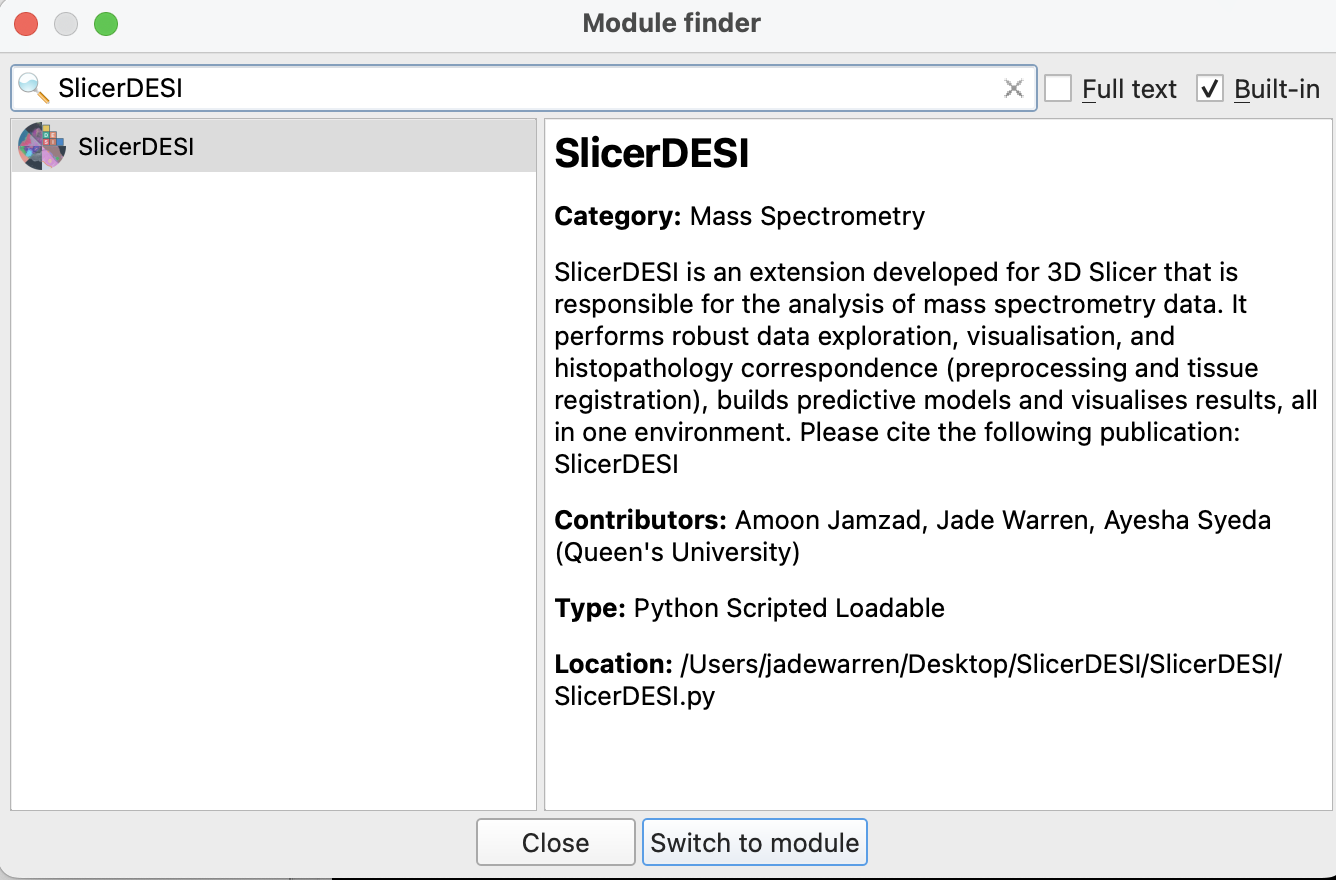 Module finder
SlicerDESI
Full text
Built-in
SlicerDESI
SlicerDESI
Category: Mass Spectrometry
SlicerDESI is an extension developed for 3D Slicer that is
responsible for the analysis of mass spectrometry data. It
performs robust data exploration, visualisation, and
histopathology correspondence (preprocessing and tissue
registration), builds predictive models and visualises results, all
in one environment. Please cite the following publication:
SlicerDESI
Contributors: Amoon Jamzad, Jade Warren, Ayesha Syeda
(Queen's University)
Type: Python Scripted Loadable
Location: /Users/jadewarren/Desktop/SlicerDESI/SlicerDESI/
SlicerDESI.py
Close
Switch to module